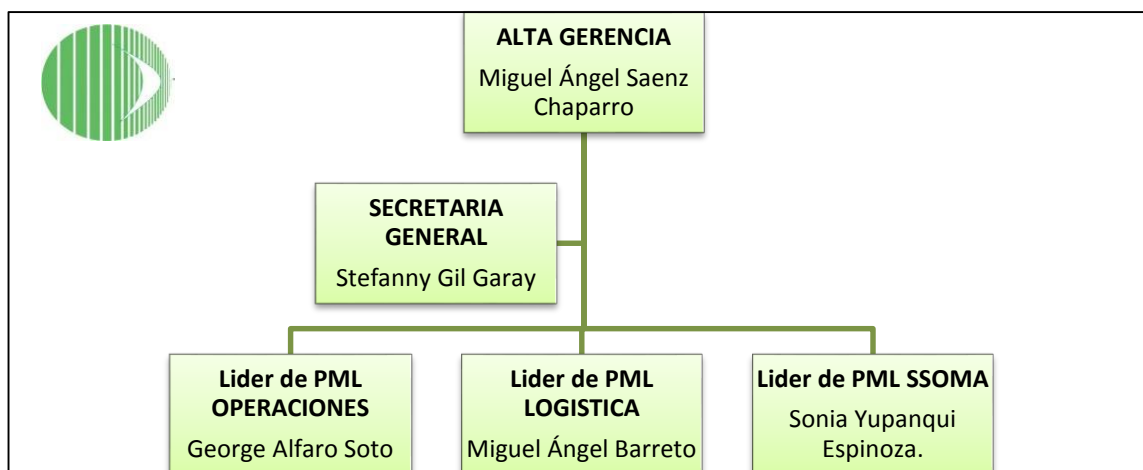 ALTA GERENCIA
Miguel Ángel Saenz
Chaparro
SECRETARIA
GENERAL
Stefanny Gil Garay
Lider de PML
OPERACIONES
George Alfaro Soto
Lider de PML
LOGISTICA
Miguel Ángel Barreto
Lider de PML SSOMA
Sonia Yupanqui
Espinoza.